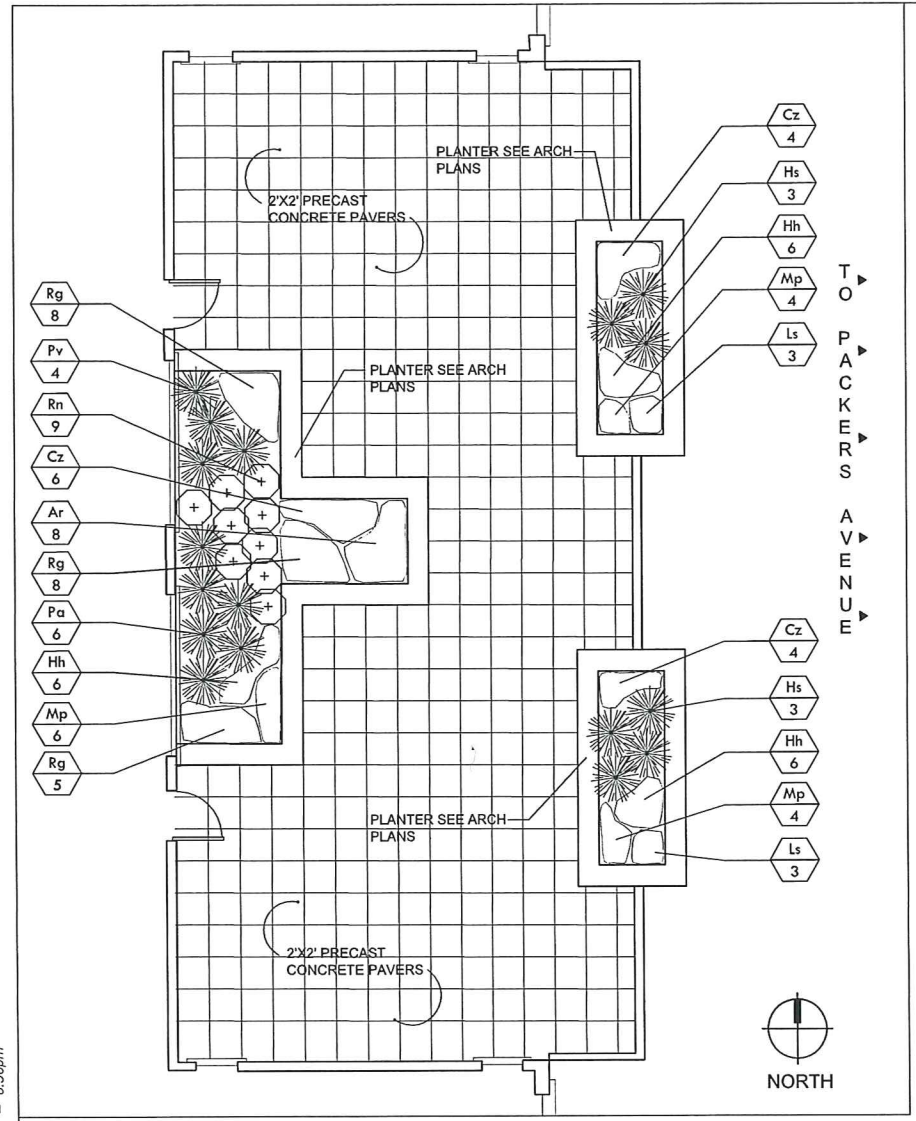 PLANTER SEE ARCH
PLANS
2'X2' PRECAST
CONCRETE PAVERS
Cz
4
Hs
3
Hh
6
Mp
4
Ls
3
TO PACKERS AVENUE
Rg
8
Pv
4
Rn
9
Cz
6
Ar
8
Rg
8
Pa
6
Hh
6
Mp
6
Rg
5
PLANTER SEE ARCH
PLANS
Cz
4
Hs
3
Hh
6
Mp
4
Ls
3
PLANTER SEE ARCH
PLANS
2'X2' PRECAST
CONCRETE PAVERS
NORTH